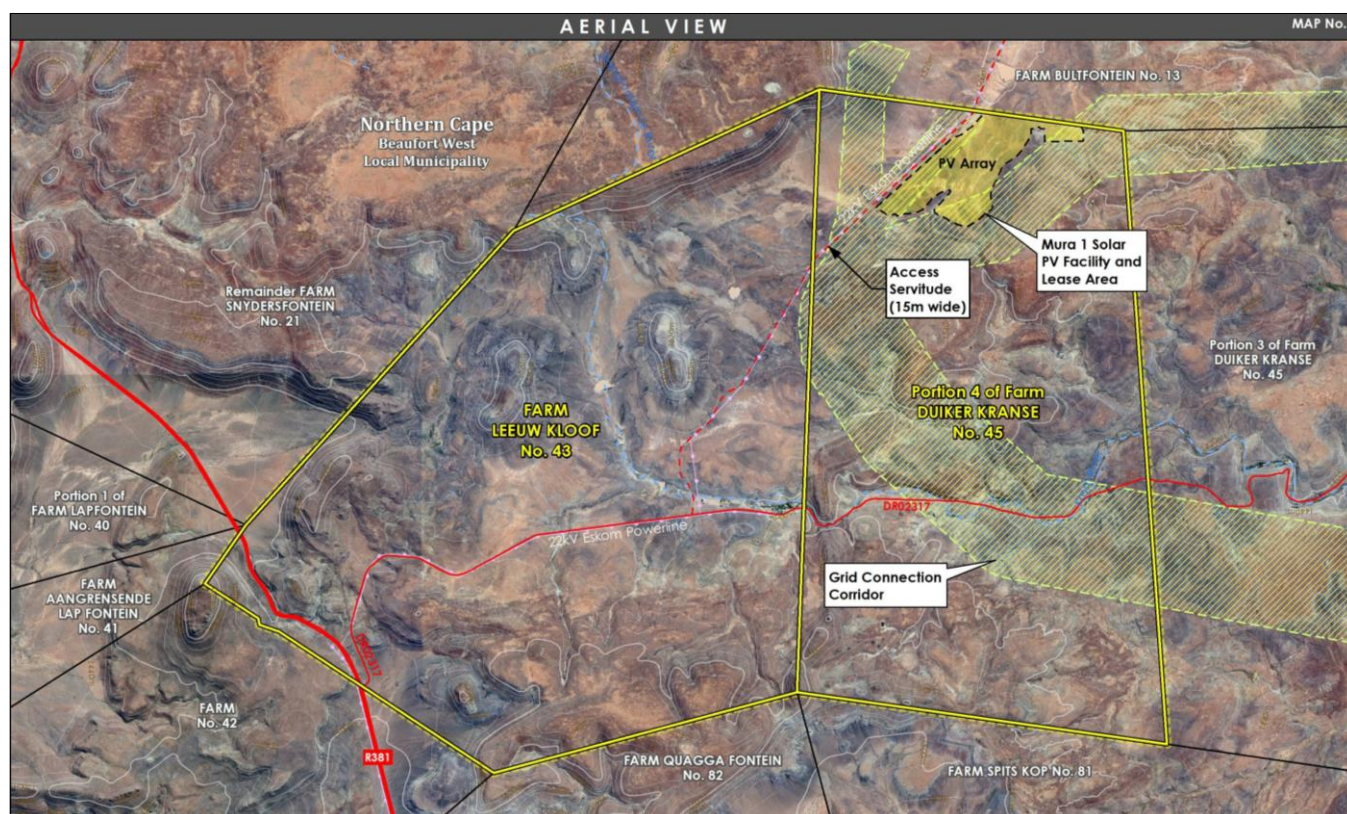 AERIAL VIEW
MAP No.
FARM BULTFONTEIN No. 13
Northern Cape
Beaufort West
Local Municipality
22kV Eskom Powerline
PV Array
Mura 1 Solar
PV Facility and
Lease Area
Access
Servitude
(15m wide)
Remainder FARM
SNYDERSFONTEIN
No. 21
Portion 3 of Farm
DUIKER KRANSE
No. 45
FARM
LEEUW KLOOF
No. 43
Portion 4 of Farm
DUIKER KRANSE
No. 45
Portion 1 of
FARM LAPFONTEIN
No. 40
DR02317
22kV Eskom Powerline
Grid Connection
Corridor
FARM
AANGRENSENDE
LAP FONTEIN
No. 41
DR02317
FARM
No. 42
R381
FARM QUAGGA FONTEIN
No. 82
FARM SPITS KOP No. 81